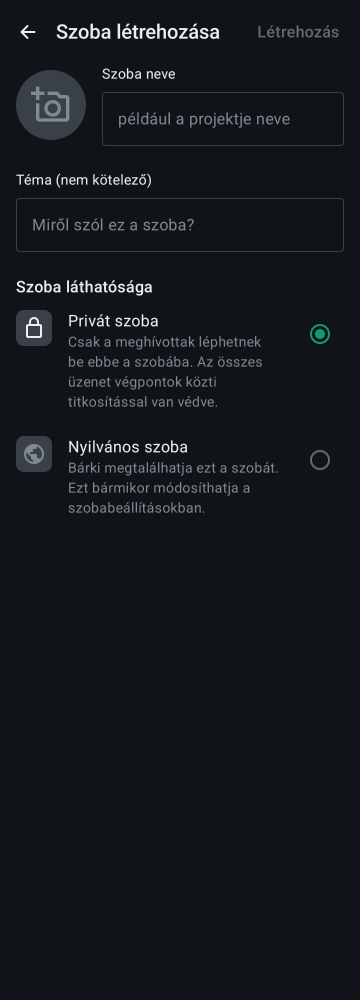 Szoba létrehozása
Létrehozás
Szoba neve
például a projektje neve
Téma (nem kötelező)
Miről szól ez a szoba?
Szoba láthatósága
Privát szoba
Csak a meghívottak léphetnek
be ebbe a szobába. Az összes
üzenet végpontok közti
titkosítással van védve.
Nyilvános szoba
Bárki megtalálhatja ezt a szobát.
Ezt bármikor módosíthatja a
szobabeállításokban.